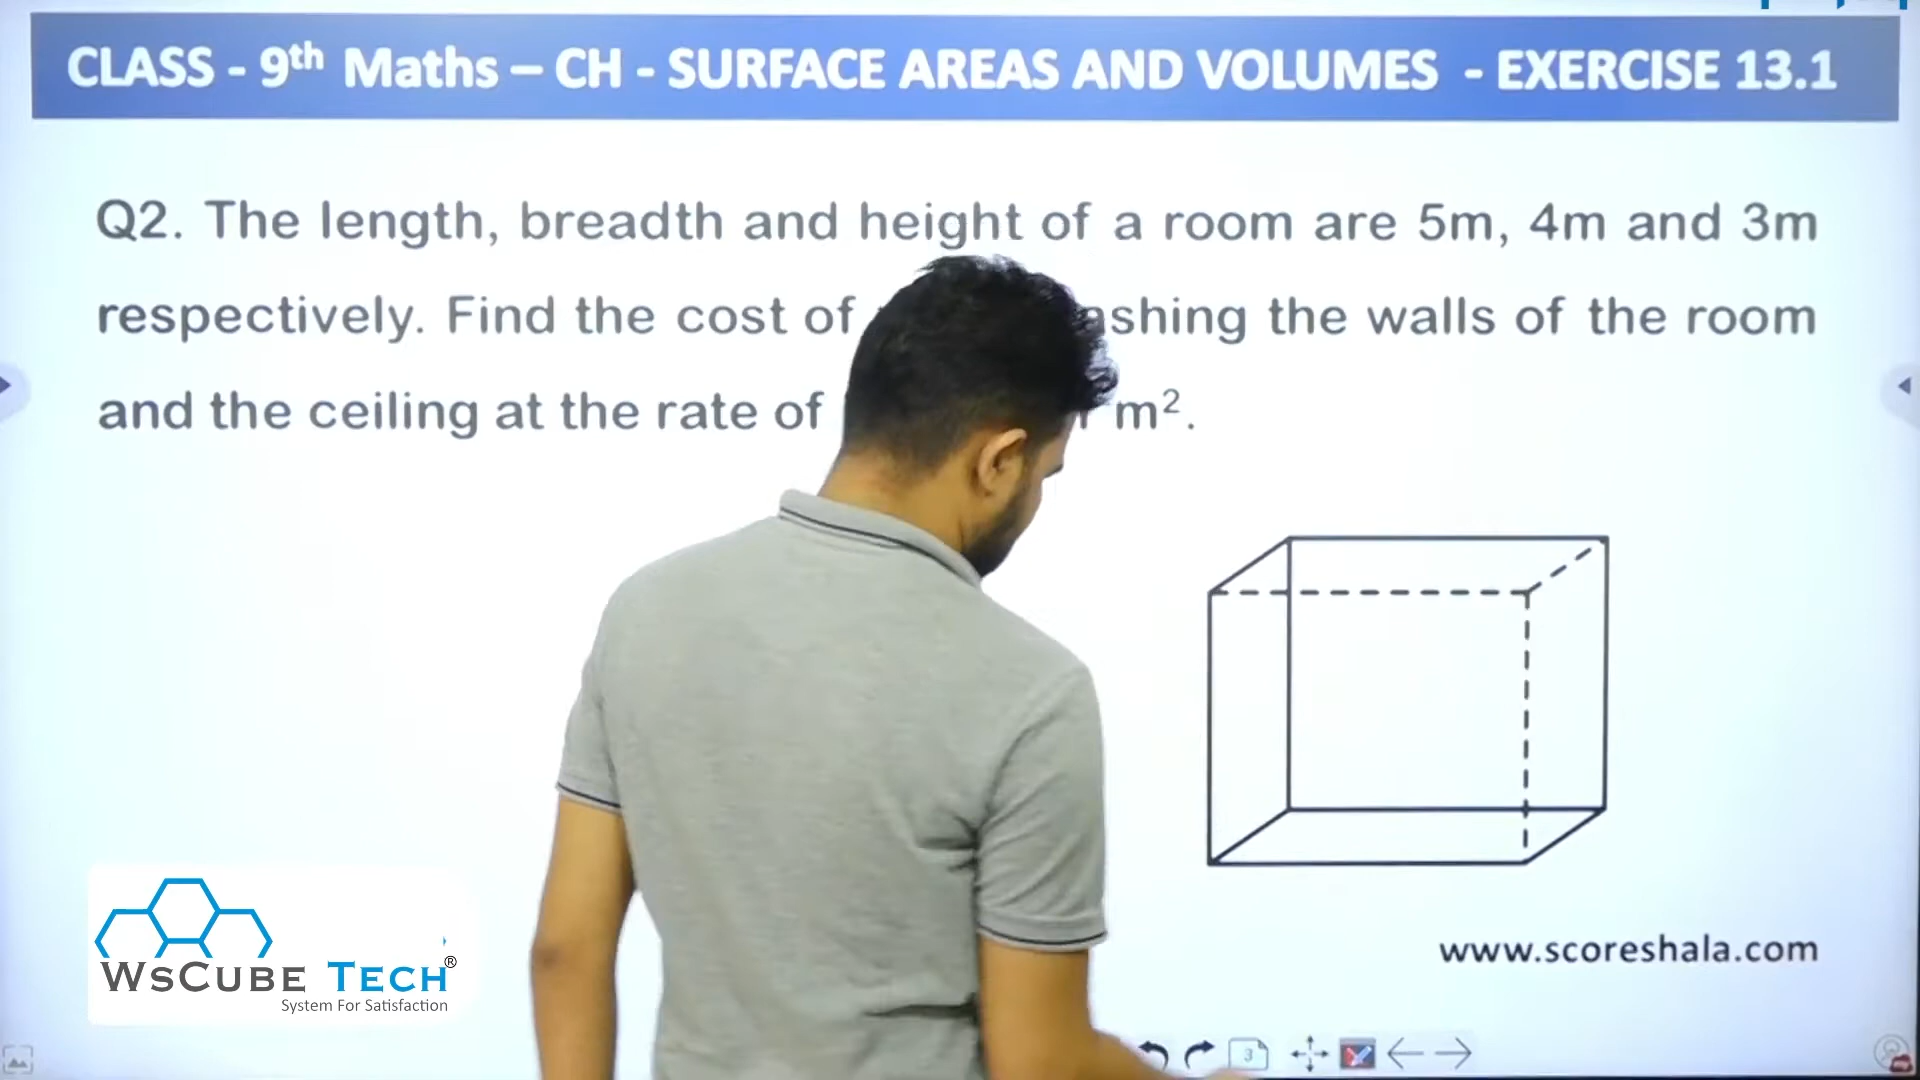 CLASS - 9th Maths – CH - SURFACE AREAS AND VOLUMES - EXERCISE 13.1
Q2. The length, breadth and height of a room are 5m, 4m and 3m
respectively. Find the cost of ashing the walls of the room
and the ceiling at the rate of m².
www.scoreshala.com
WSCUBE TECH®
System For Satisfaction
3